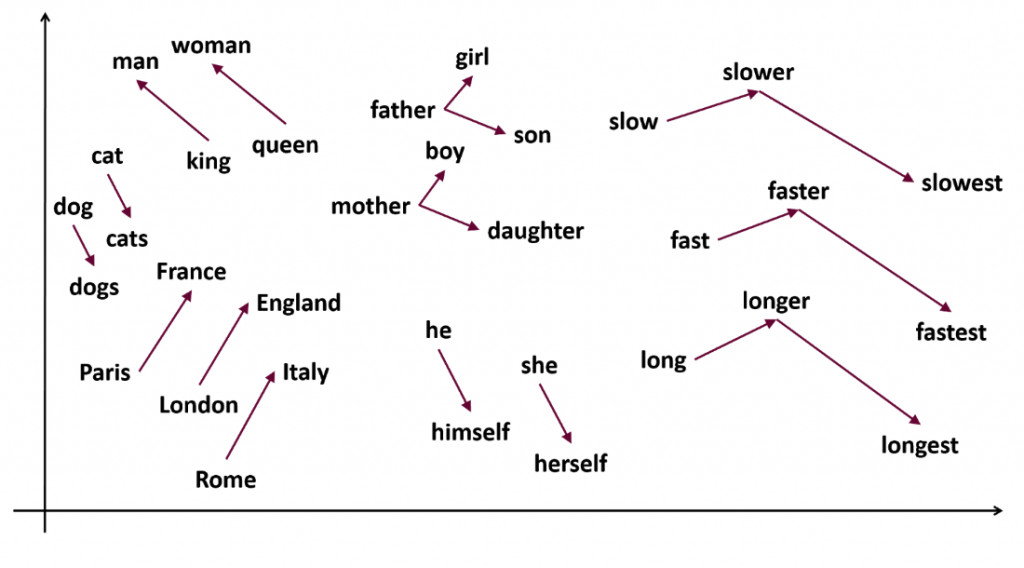 man
woman
king
queen
cat
cats
dog
dogs
France
England
Paris
London
Italy
Rome
father
girl
son
boy
mother
daughter
he
himself
she
herself
slow
slower
slowest
fast
faster
fastest
long
longer
longest